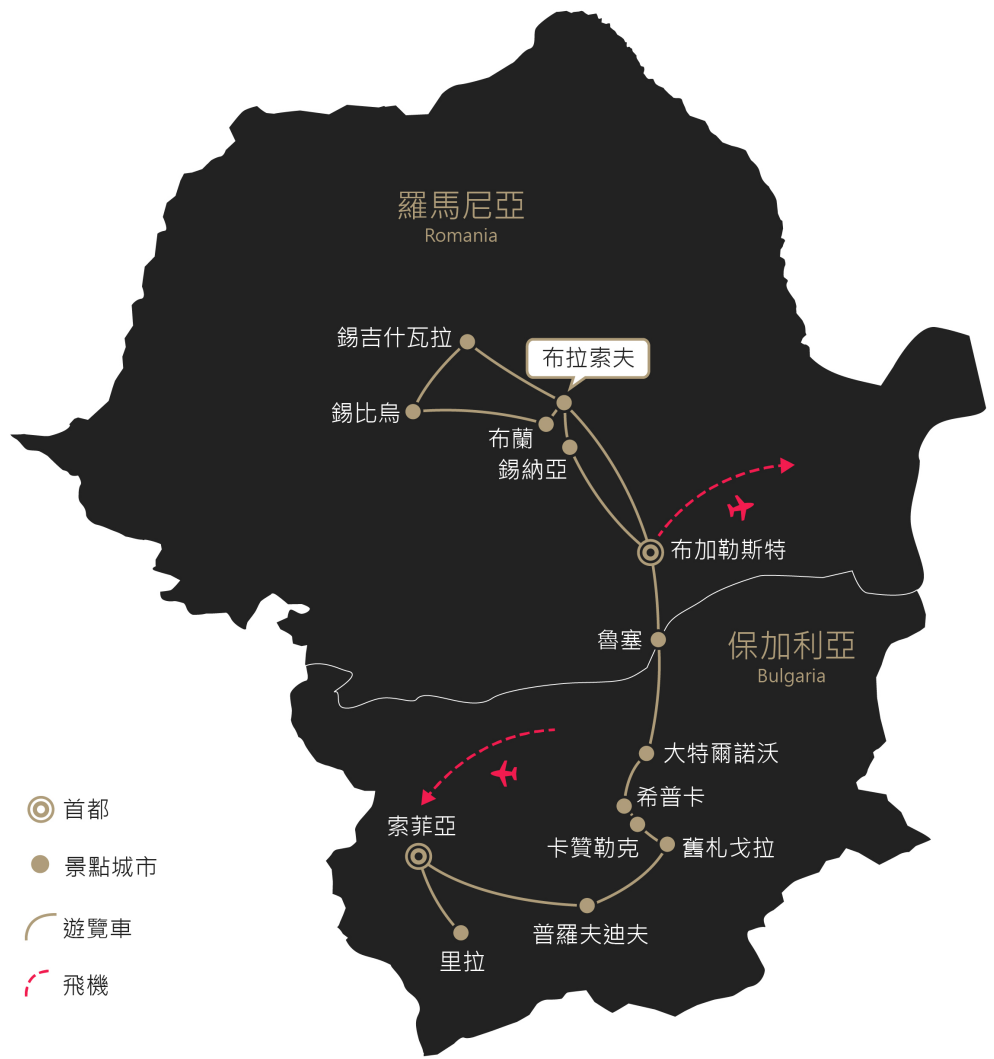 羅馬尼亞
Romania
錫吉什瓦拉
布拉索夫
錫比烏
布蘭
錫納亞
布加勒斯特
魯塞
保加利亞
Bulgaria
大特爾諾沃
希普卡
卡贊勒克
舊札戈拉
索菲亞
普羅夫迪夫
里拉
首都
景點城市
遊覽車
飛機